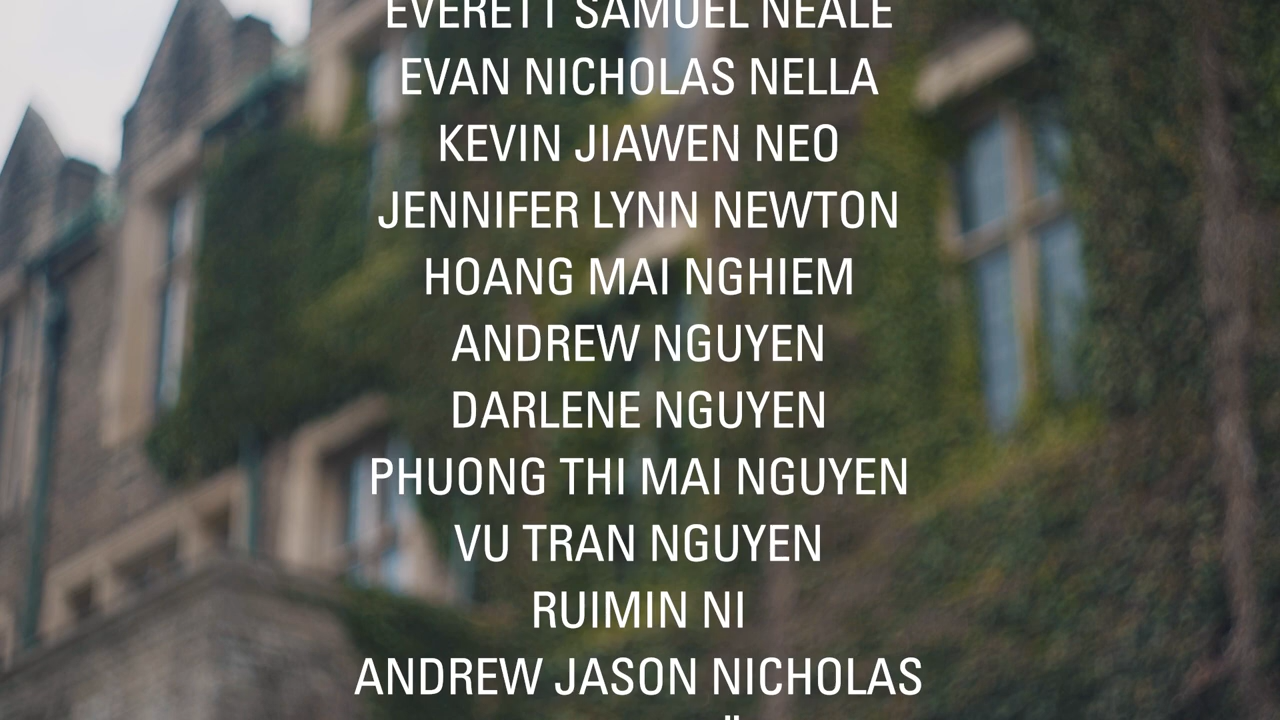 EVERETT SAMUEL NEALE
EVAN NICHOLAS NELLA
KEVIN JIAWEN NEO
JENNIFER LYNN NEWTON
HOANG MAI NGHIEM
ANDREW NGUYEN
DARLENE NGUYEN
PHUONG THI MAI NGUYEN
VU TRAN NGUYEN
RUIMIN NI
ANDREW JASON NICHOLAS